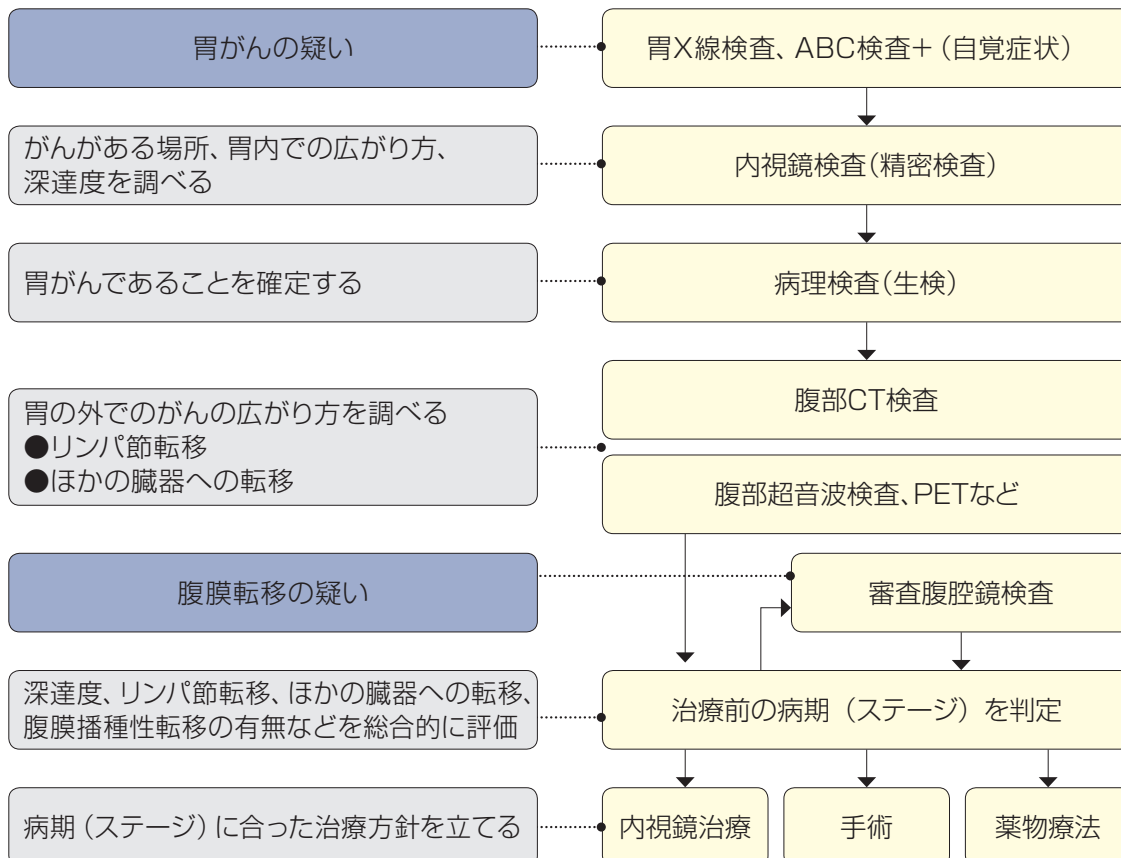 胃がんの疑い
胃X線検査、ABC検査＋（自覚症状）
がんがある場所、胃内での広がり方、
深達度を調べる
内視鏡検査（精密検査）
胃がんであることを確定する
病理検査（生検）
胃の外でのがんの広がり方を調べる
●リンパ節転移
●ほかの臓器への転移
腹部CT検査
腹部超音波検査、PETなど
腹膜転移の疑い
審査腹腔鏡検査
深達度、リンパ節転移、ほかの臓器への転移、
腹膜播種性転移の有無などを総合的に評価
治療前の病期（ステージ）を判定
病期（ステージ）に合った治療方針を立てる
内視鏡治療
手術
薬物療法